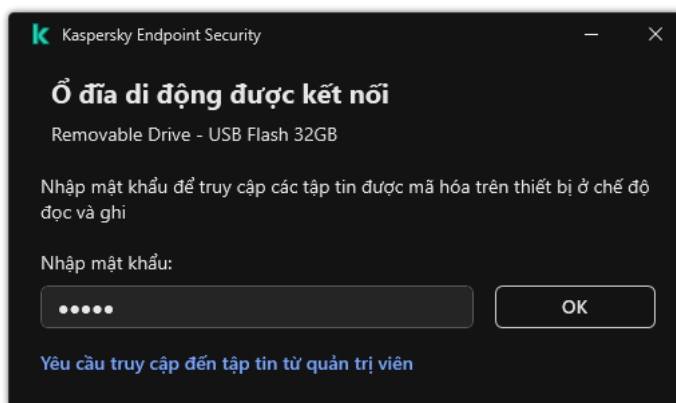 Kaspersky Endpoint Security
Ổ đĩa di động được kết nối
Removable Drive - USB Flash 32GB
Nhập mật khẩu để truy cập các tập tin được mã hóa trên thiết bị ở chế độ
đọc và ghi
Nhập mật khẩu:
•••••
OK
Yêu cầu truy cập đến tập tin từ quản trị viên